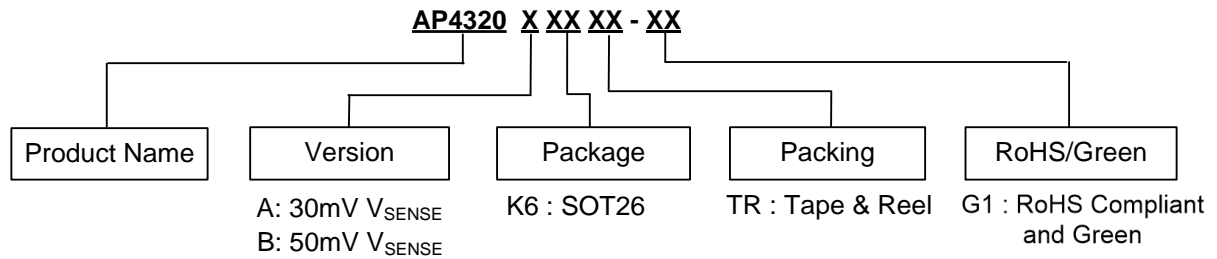 AP4320 X XX XX - XX
Product Name
Version
Package
Packing
RoHS/Green
A: 30mV VSENSE
B: 50mV VSENSE
K6 : SOT26
TR : Tape & Reel
G1 : RoHS Compliant
and Green